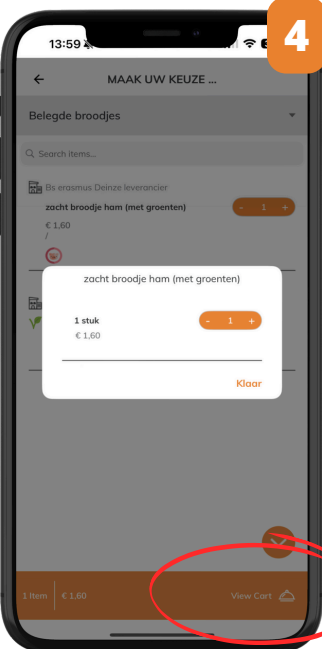 4
13:59
MAAK UW KEUZE ...
Belegde broodjes
Search items...
Bs erasmus Deinze leverancier
zacht broodje ham (met groenten)
- 1 +
€ 1,60
/
zacht broodje ham (met groenten)
1 stuk
- 1 +
€ 1,60
Klaar
1 Item
€ 1,60
View Cart